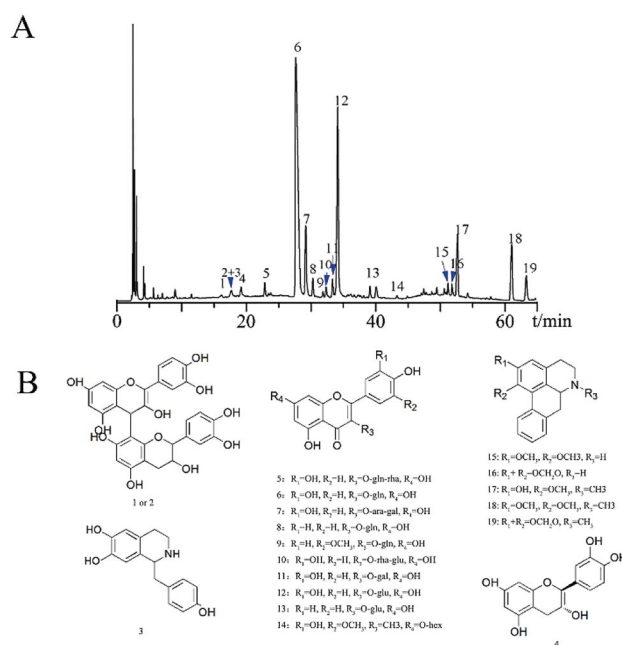 A
6
12
7
17
18
19
15
16
11
10
13
14
5
8
9
2+3
1
4
0
20
40
60
t/min
B
OH
HO
OH
O
OH
OH
OH
HO
O
OH
OH
OH
OH
1 or 2
HO
HO
NH
OH
3
R₁
OH
R₄
O
R₂
R₃
OH
O
5: R₁=OH, R₂=H, R₃=O-gln-rha, R₄=OH
6: R₁=OH, R₂=H, R₃=O-gln, R₄=OH
7: R₁=OH, R₂=H, R₃=O-ara-gal, R₄=OH
8: R₁=H, R₂=H, R₃=O-gln, R₄=OH
9: R₁=H, R₂=OCH₃, R₃=O-gln, R₄=OH
10: R₁=OH, R₂=H, R₃=O-rha-glu, R₄=OH
11: R₁=OH, R₂=H, R₃=O-gal, R₄=OH
12: R₁=OH, R₂=H, R₃=O-glu, R₄=OH
13: R₁=H, R₂=H, R₃=O-glu, R₄=OH
14: R₁=OH, R₂=OCH₃, R₃=CH3, R₄=O-hex
R₁
R₂
N
R₃
15: R₁=OCH₃, R₂=OCH3, R₃=H
16: R₁+ R₂=OCH₂O, R₃=H
17: R₁=OH, R₂=OCH₃, R₃=CH3
18: R₁=OCH₃, R₂=OCH₃, R₃=CH3
19: R₁+R₂=OCH₂O, R₃=CH₃
HO
OH
HO
O
OH
OH
4